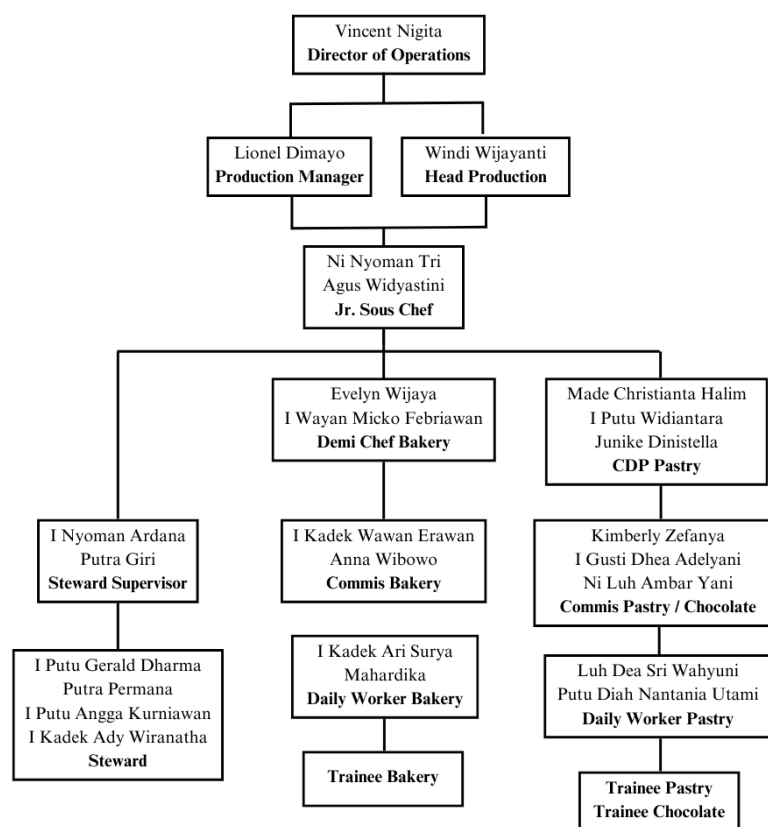 Vincent Nigita
Director of Operations
Lionel Dimayo
Production Manager
Windi Wijayanti
Head Production
Ni Nyoman Tri
Agus Widyastini
Jr. Sous Chef
Evelyn Wijaya
I Wayan Micko Febriawan
Demi Chef Bakery
Made Christianta Halim
I Putu Widiantara
Junike Dinistella
CDP Pastry
I Nyoman Ardana
Putra Giri
Steward Supervisor
I Kadek Wawan Erawan
Anna Wibowo
Commis Bakery
Kimberly Zefanya
I Gusti Dhea Adelyani
Ni Luh Ambar Yani
Commis Pastry / Chocolate
I Putu Gerald Dharma
Putra Permana
I Putu Angga Kurniawan
I Kadek Ady Wiranatha
Steward
I Kadek Ari Surya
Mahardika
Daily Worker Bakery
Luh Dea Sri Wahyuni
Putu Diah Nantania Utami
Daily Worker Pastry
Trainee Bakery
Trainee Pastry
Trainee Chocolate